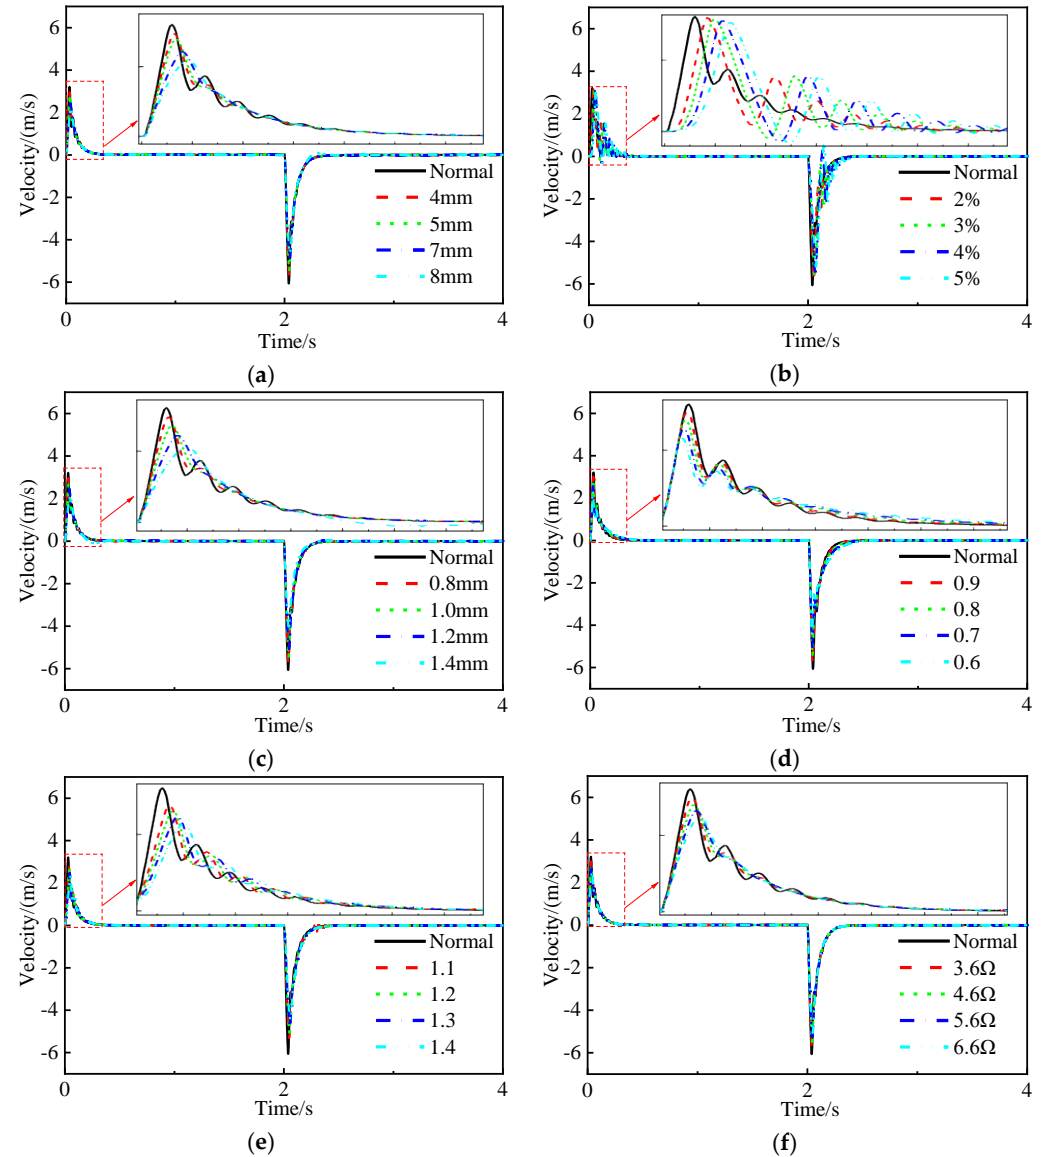 6
4
2
0
-2
-4
-6
Velocity/(m/s)
Normal
4mm
5mm
7mm
8mm
0
2
4
Time/s
(a)
6
4
2
0
-2
-4
-6
Velocity/(m/s)
Normal
2%
3%
4%
5%
0
2
4
Time/s
(b)
6
4
2
0
-2
-4
-6
Velocity/(m/s)
Normal
0.8mm
1.0mm
1.2mm
1.4mm
0
2
4
Time/s
(c)
6
4
2
0
-2
-4
-6
Velocity/(m/s)
Normal
0.9
0.8
0.7
0.6
0
2
4
Time/s
(d)
6
4
2
0
-2
-4
-6
Velocity/(m/s)
Normal
1.1
1.2
1.3
1.4
0
2
4
Time/s
(e)
6
4
2
0
-2
-4
-6
Velocity/(m/s)
Normal
3.6Ω
4.6Ω
5.6Ω
6.6Ω
0
2
4
Time/s
(f)